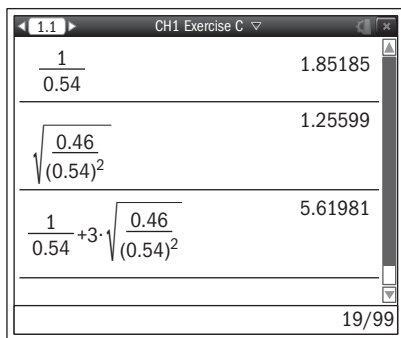 1.1 CH1 Exercise C
1/0.54 1.85185
√(0.46/(0.54)²) 1.25599
1/0.54+3·√(0.46/(0.54)²) 5.61981
19/99